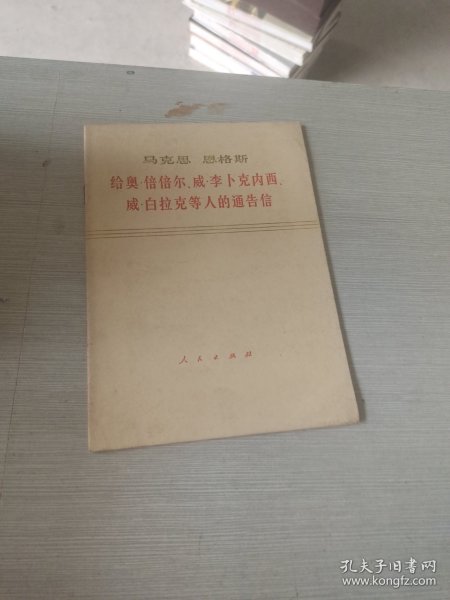 马克思 恩格斯
给奥·倍倍尔、威·李卜克内西、
威·白拉克等人的通告信
人民出版社
孔夫子旧书网
www.kongfz.com